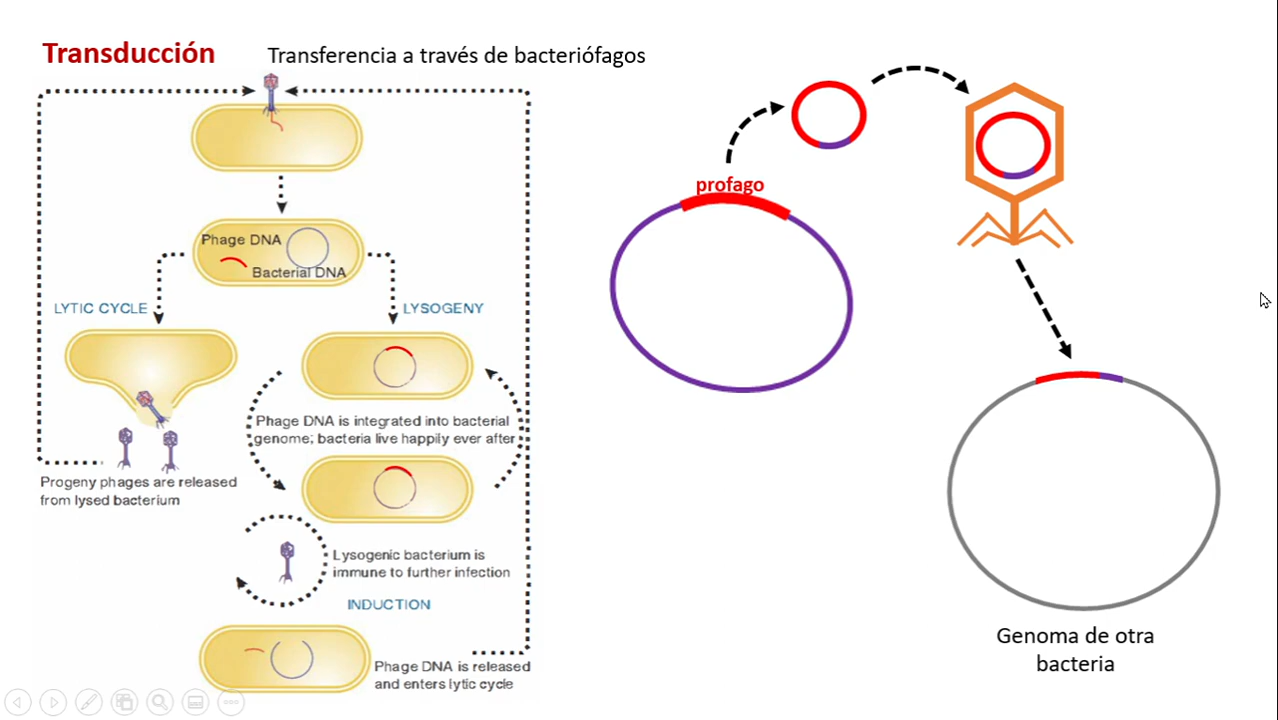 Transducción
Transferencia a través de bacteriófagos
Phage DNA
Bacterial DNA
LYTIC CYCLE
LYSOGENY
Phage DNA is integrated into bacterial
genome; bacteria live happily ever after
Progeny phages are released
from lysed bacterium
Lysogenic bacterium is
immune to further infection
INDUCTION
Phage DNA is released
and enters lytic cycle
profago
Genoma de otra
bacteria